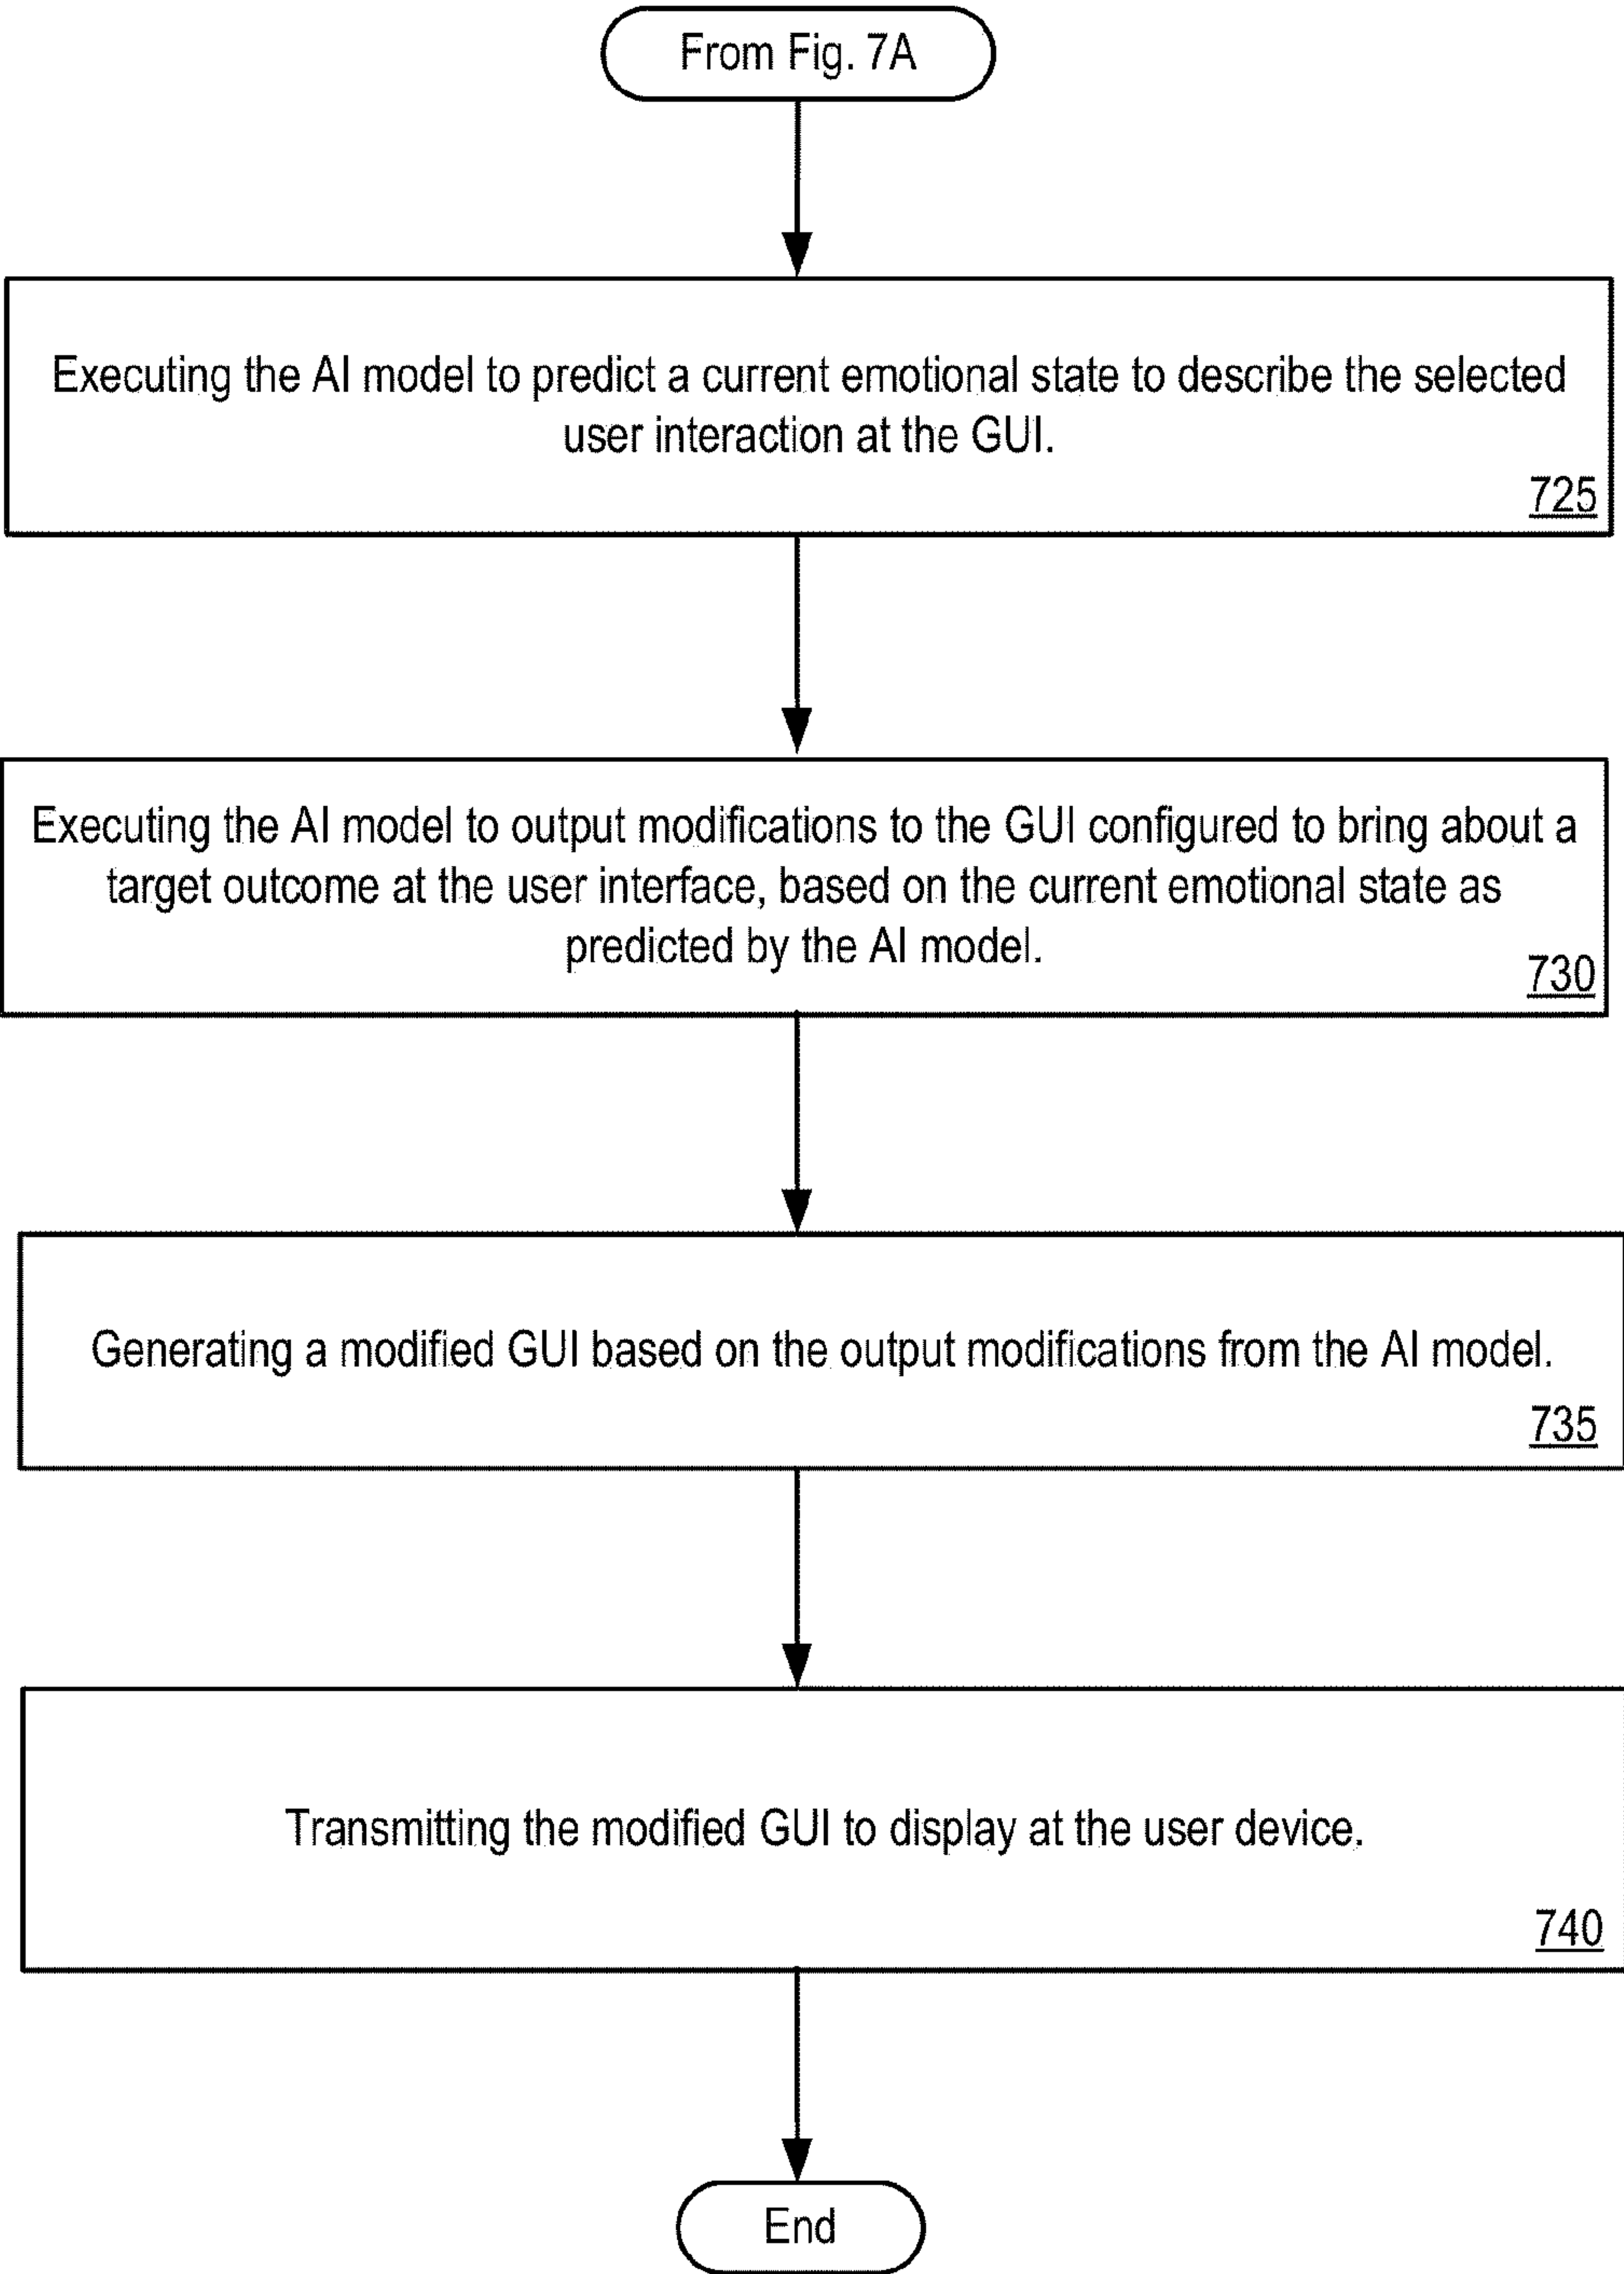 From Fig. 7A
Executing the AI model to predict a current emotional state to describe the selected
user interaction at the GUI.
725
Executing the AI model to output modifications to the GUI configured to bring about a
target outcome at the user interface, based on the current emotional state as
predicted by the AI model.
730
Generating a modified GUI based on the output modifications from the AI model.
735
Transmitting the modified GUI to display at the user device.
740
End